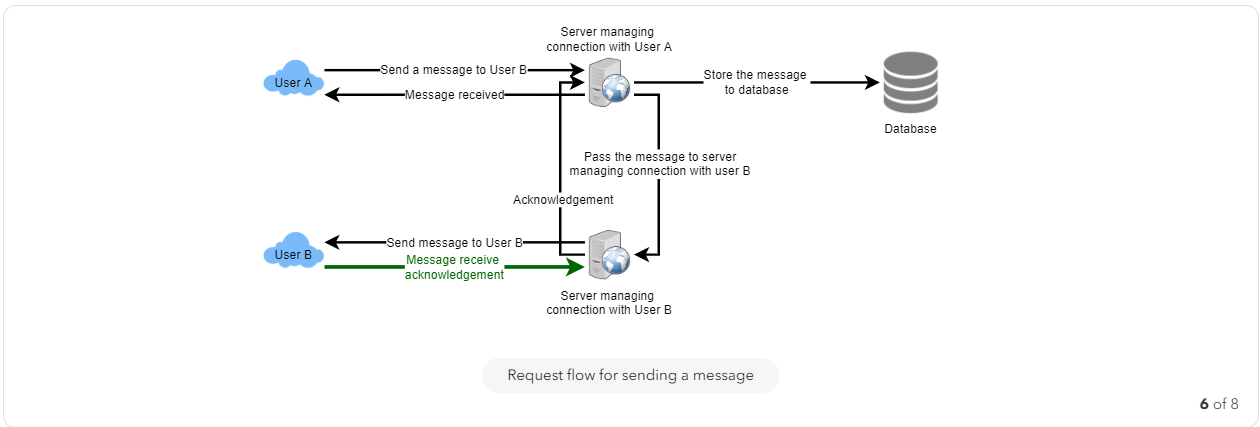 Server managing
connection with User A
User A
Send a message to User B
Message received
Store the message
to database
Database
Pass the message to server
managing connection with user B
Acknowledgement
User B
Send message to User B
Message receive
acknowledgement
Server managing
connection with User B
Request flow for sending a message
6 of 8